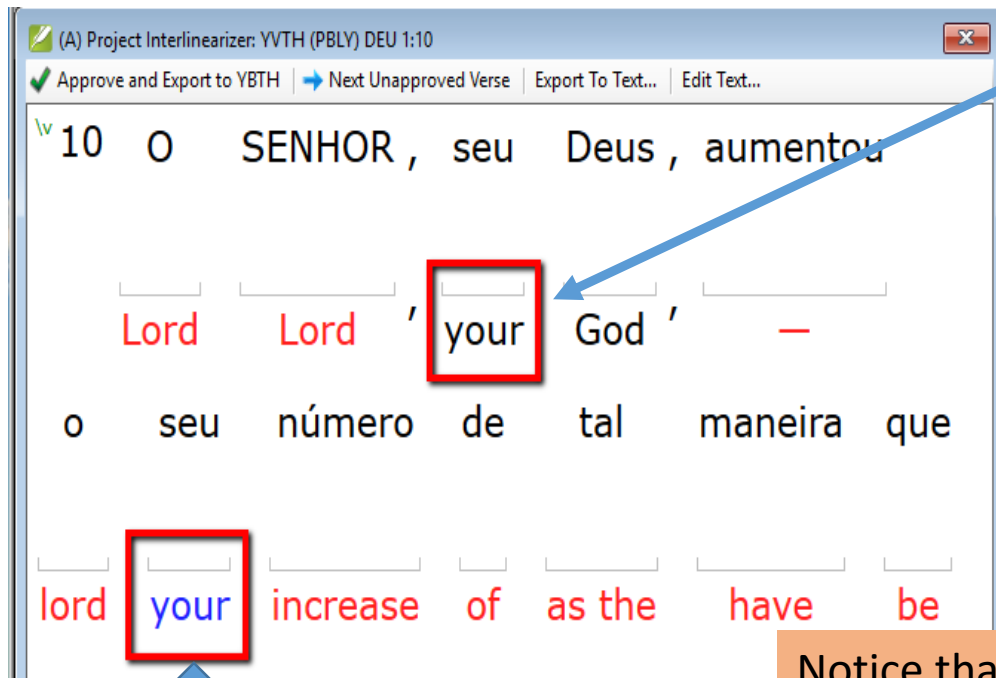 (A) Project Interlinearizer: YVTH (PBLY) DEU 1:10
Approve and Export to YBTH Next Unapproved Verse Export To Text... Edit Text...
\v 10 O SENHOR , seu Deus , aumentou
Lord Lord , your God , —
o seu número de tal maneira que
lord your increase of as the have be
Notice tha